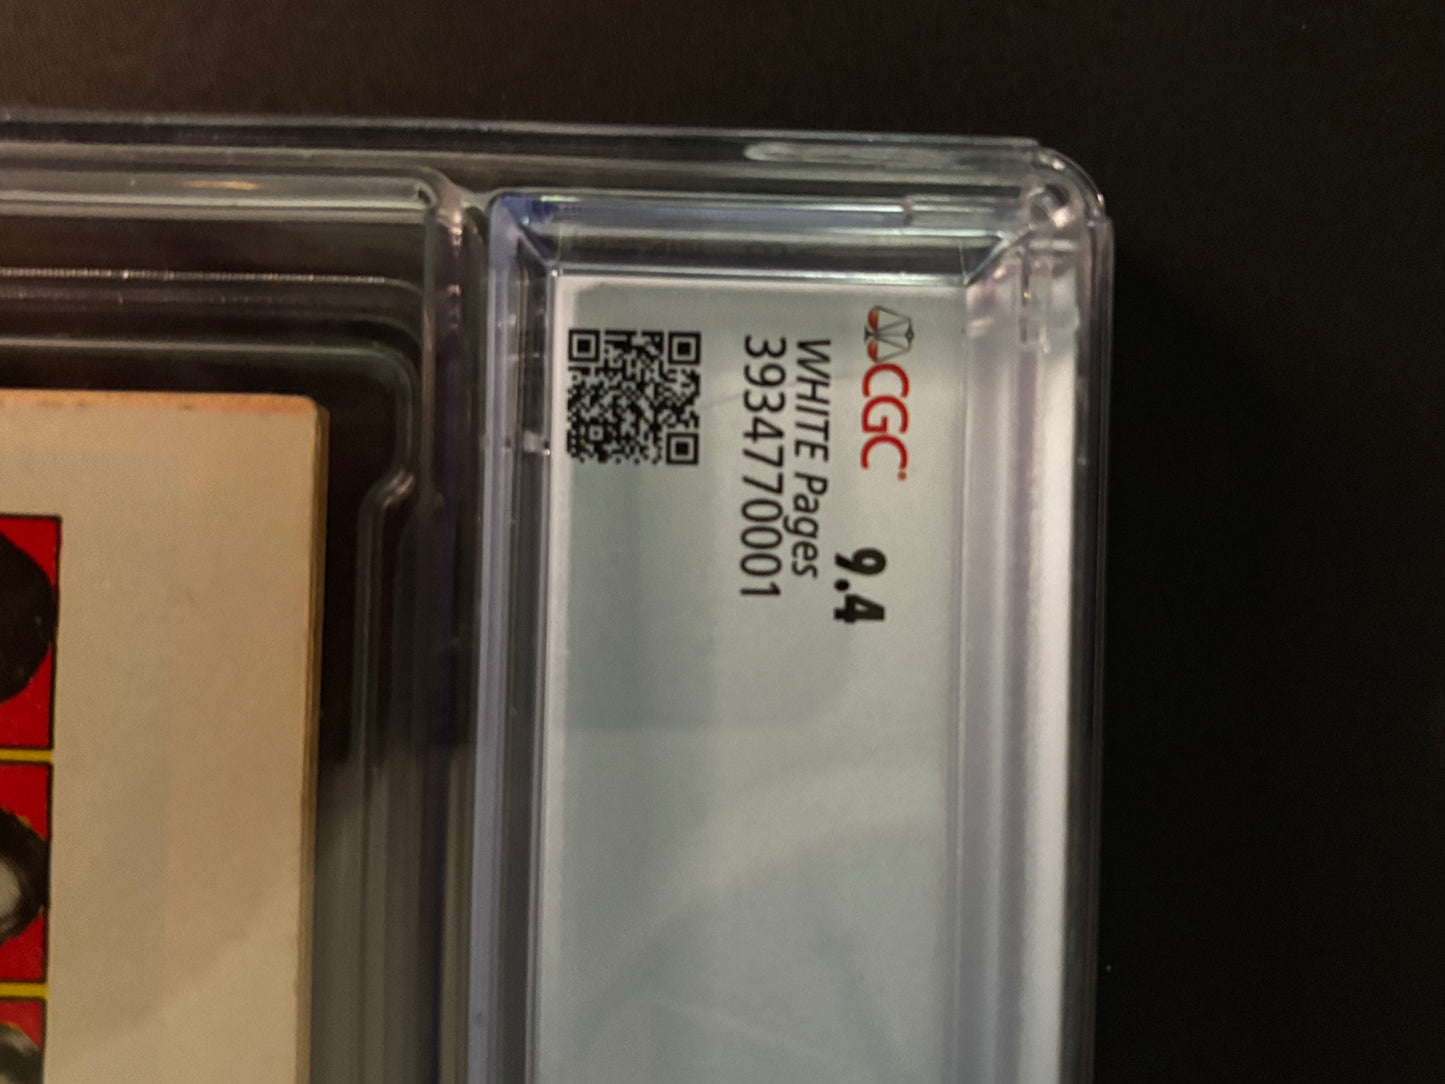 CGC
9.4
WHITE Pages
3934770001